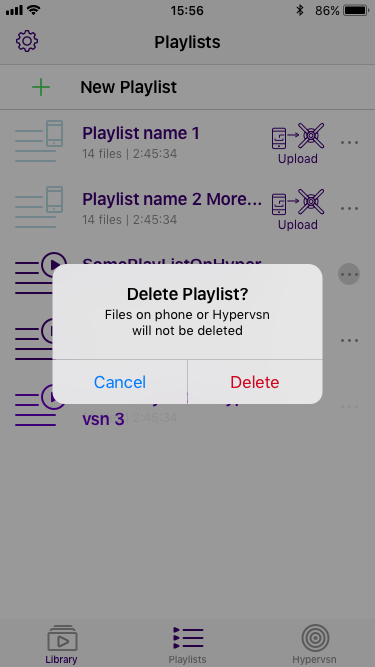 15:56
86%
Playlists
New Playlist
Playlist name 1
14 files | 2:45:34
Upload
Playlist name 2 More...
14 files | 2:45:34
Upload
SomePlayListOnHyper
Delete Playlist?
Files on phone or Hypervsn
will not be deleted
Cancel
Delete
vsn 3
| 2:45:34
Library
Playlists
Hypervsn